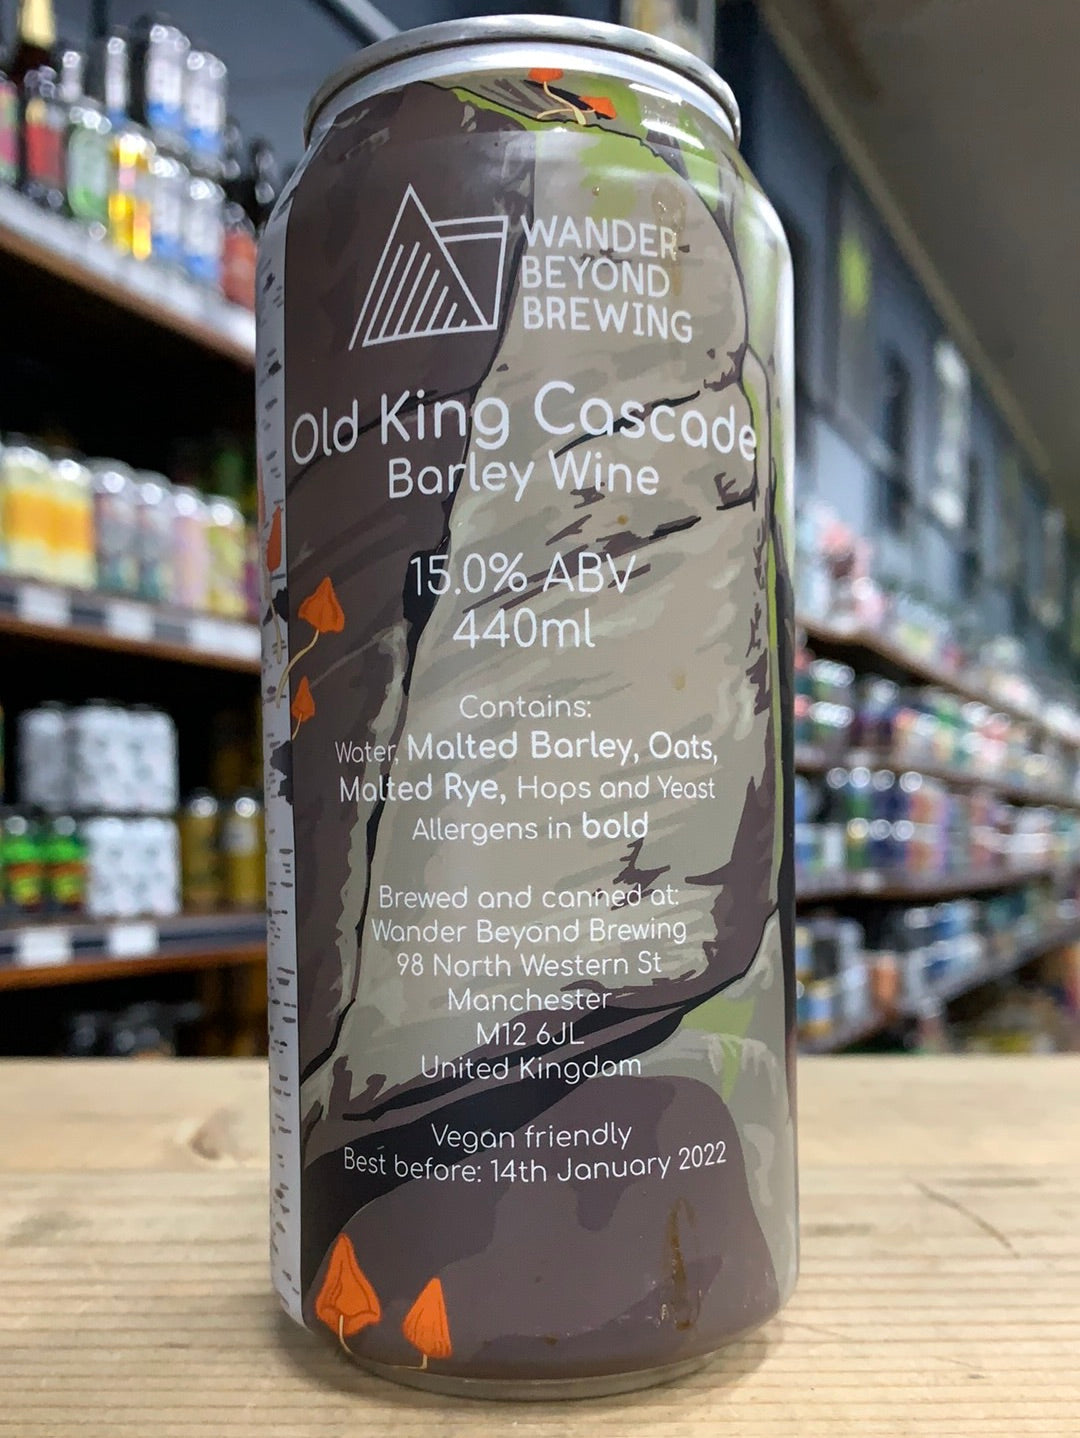 WANDER
BEYOND
BREWING
Old King Cascade
Barley Wine
15.0% ABV
440ml
Contains:
Water, Malted Barley, Oats,
Malted Rye, Hops and Yeast
Allergens in bold
Brewed and canned at:
Wander Beyond Brewing
98 North Western St
Manchester
M12 6JL
United Kingdom
Vegan friendly
Best before: 14th January 2022